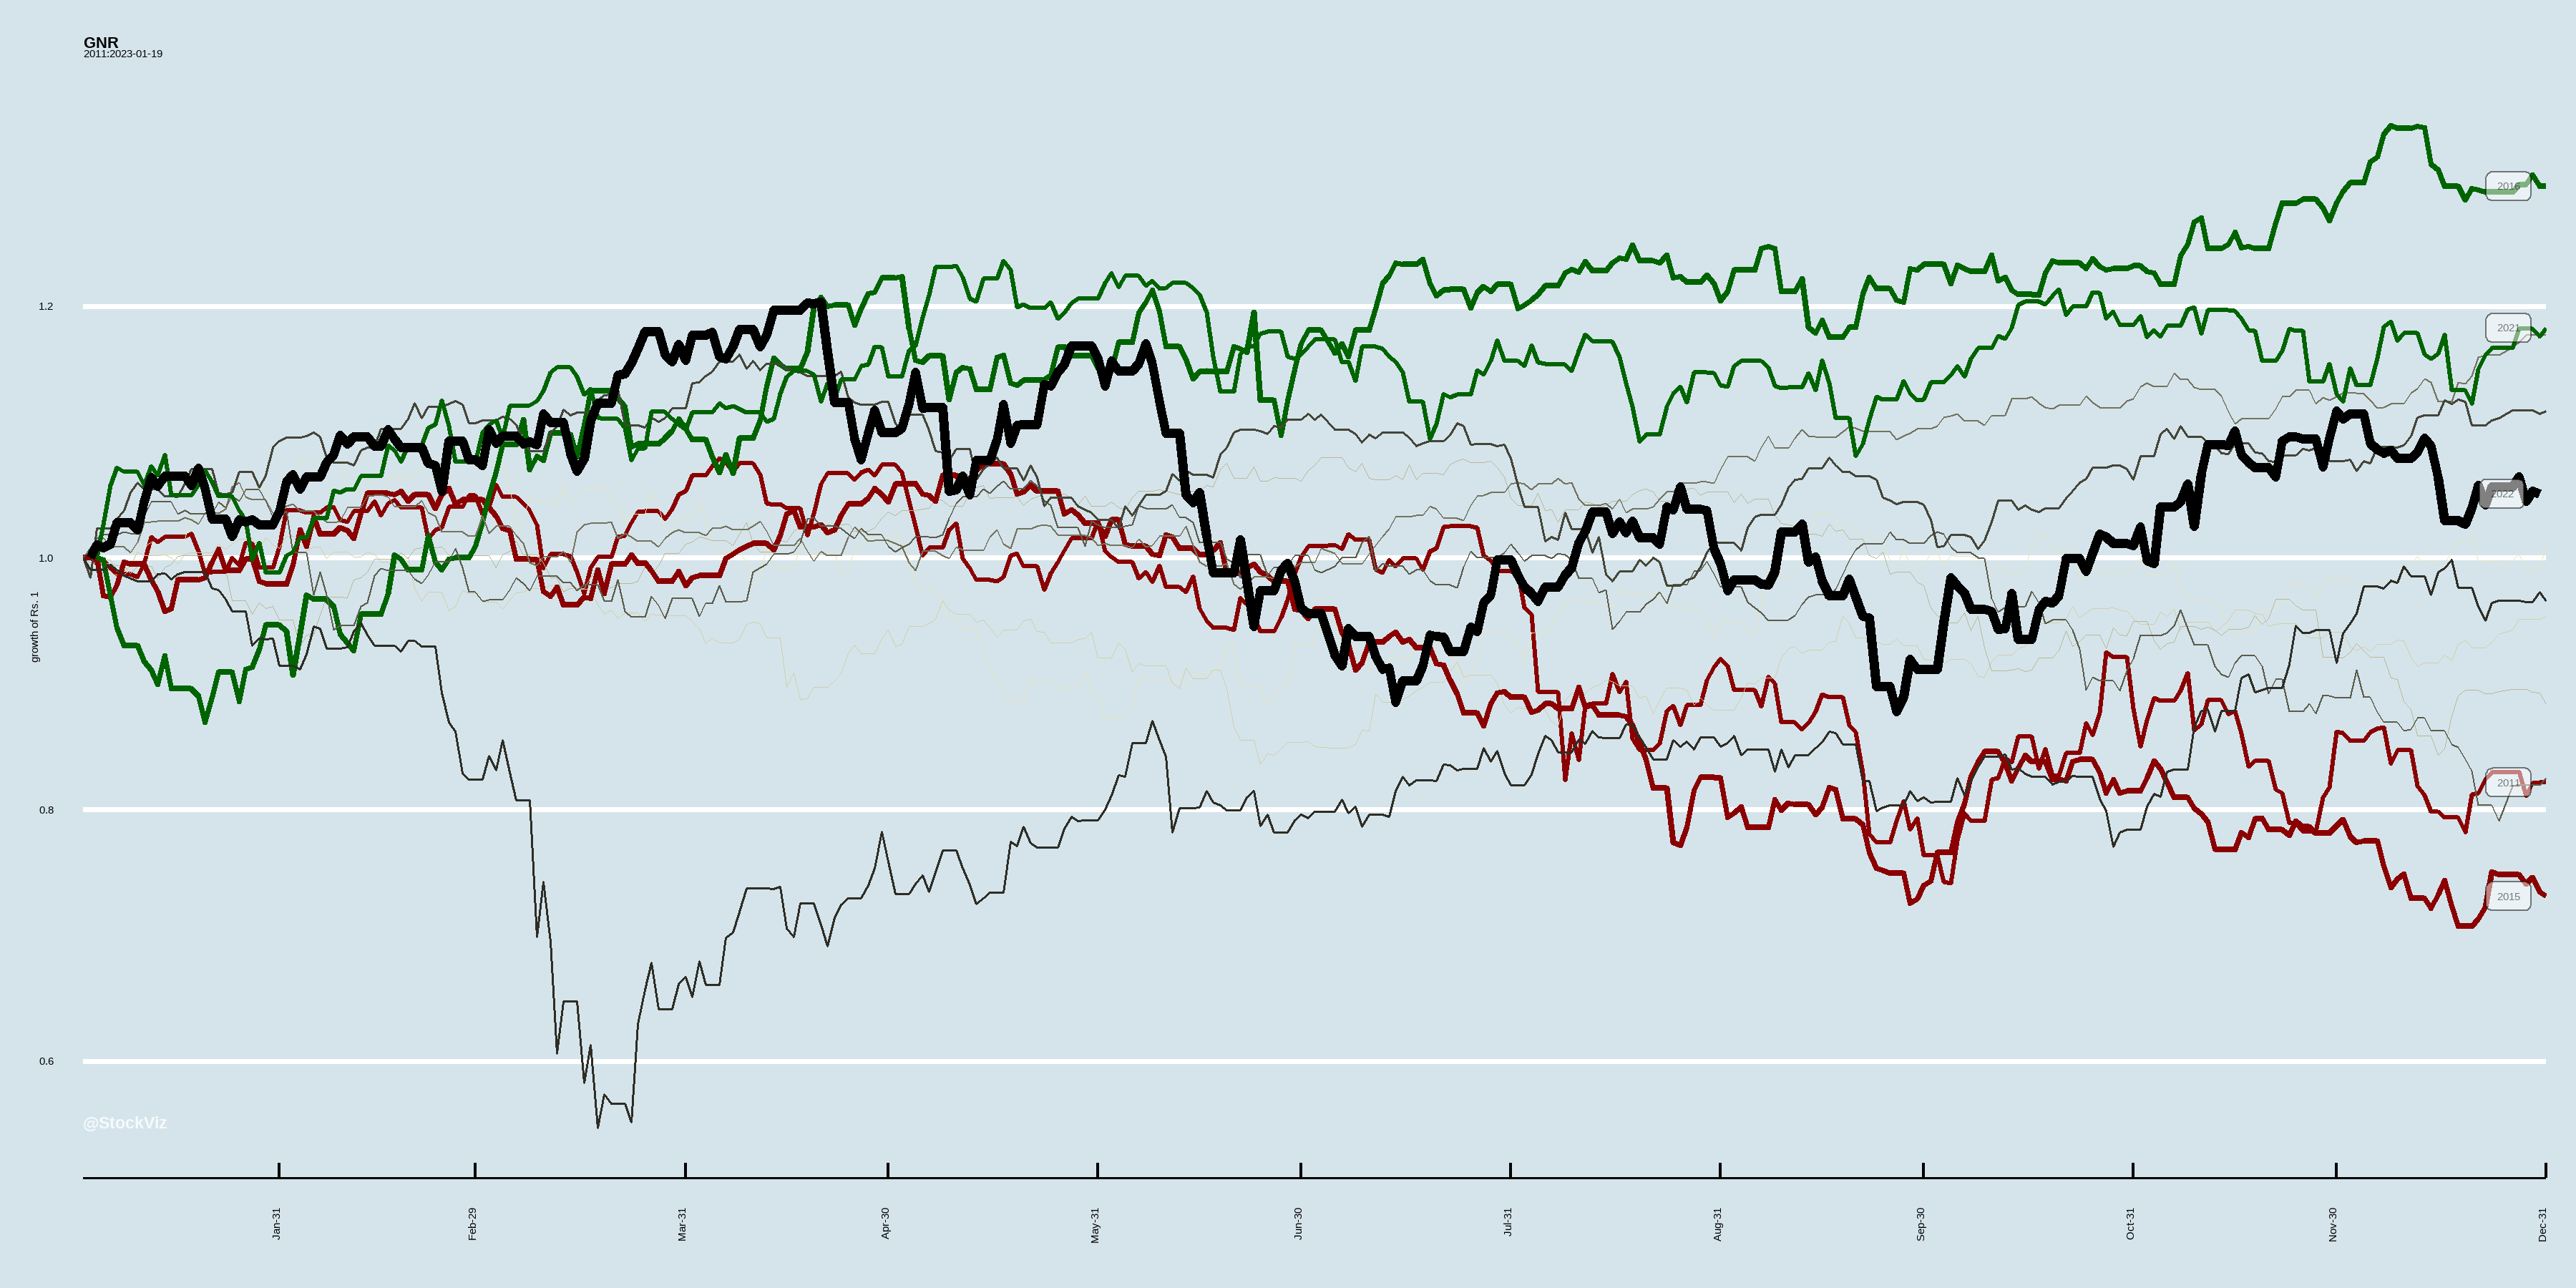 GNR
2011:2023-01-19
1.2
1.0
0.8
0.6
growth of Rs. 1
2016
2021
2022
2011
2015
@StockViz
Jan-31
Feb-29
Mar-31
Apr-30
May-31
Jun-30
Jul-31
Aug-31
Sep-30
Oct-31
Nov-30
Dec-31